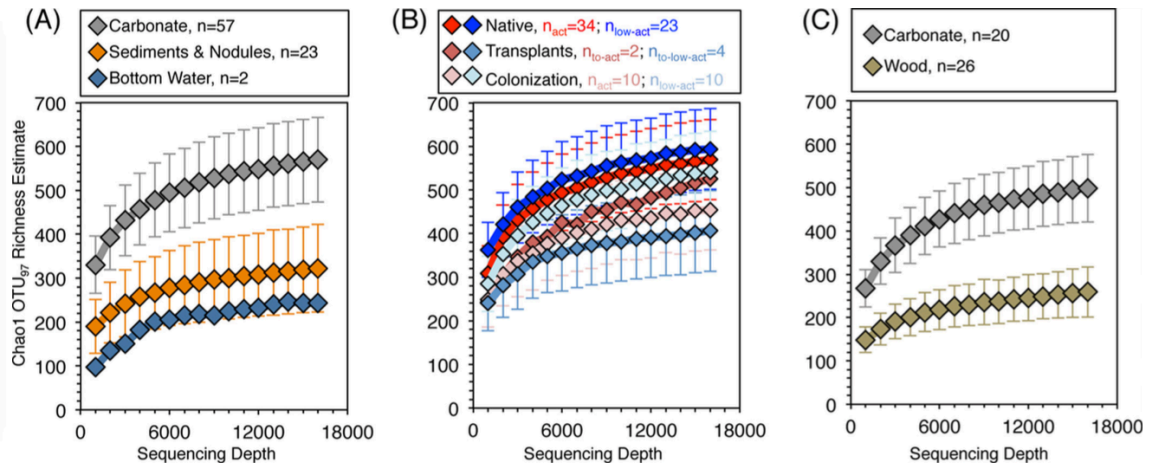 (A)
Carbonate, n=57
Sediments & Nodules, n=23
Bottom Water, n=2
Chao1 OTU97 Richness Estimate
700
600
500
400
300
200
100
0
0 6000 12000 18000
Sequencing Depth
(B)
Native, nact=34; nlow-act=23
Transplants, nto-act=2; nto-low-act=4
Colonization, nact=10; nlow-act=10
700
600
500
400
300
200
100
0
0 6000 12000 18000
Sequencing Depth
(C)
Carbonate, n=20
Wood, n=26
700
600
500
400
300
200
100
0
0 6000 12000 18000
Sequencing Depth